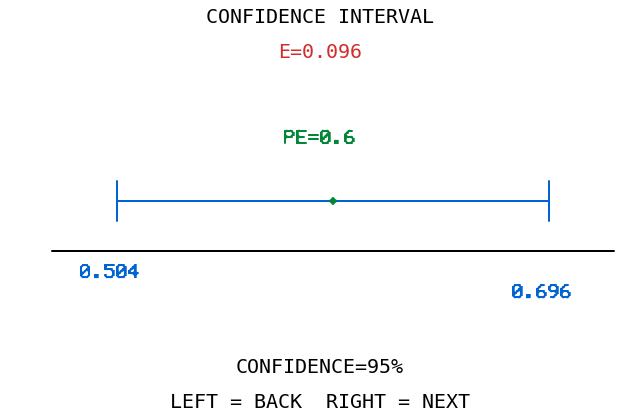 CONFIDENCE INTERVAL
E=0.096
PE=0.6
0.504
0.696
CONFIDENCE=95%
LEFT = BACK  RIGHT = NEXT